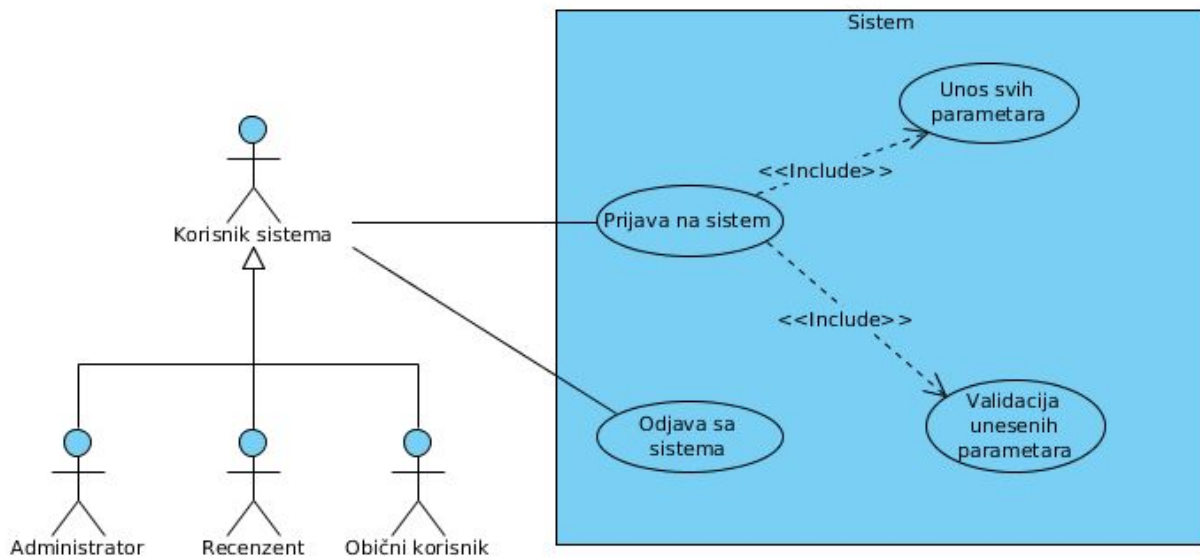 Sistem
Unos svih
parametara
<<Include>>
Prijava na sistem
Korisnik sistema
<<Include>>
Odjava sa
sistema
Validacija
unesenih
parametara
Administrator
Recenzent
Obični korisnik